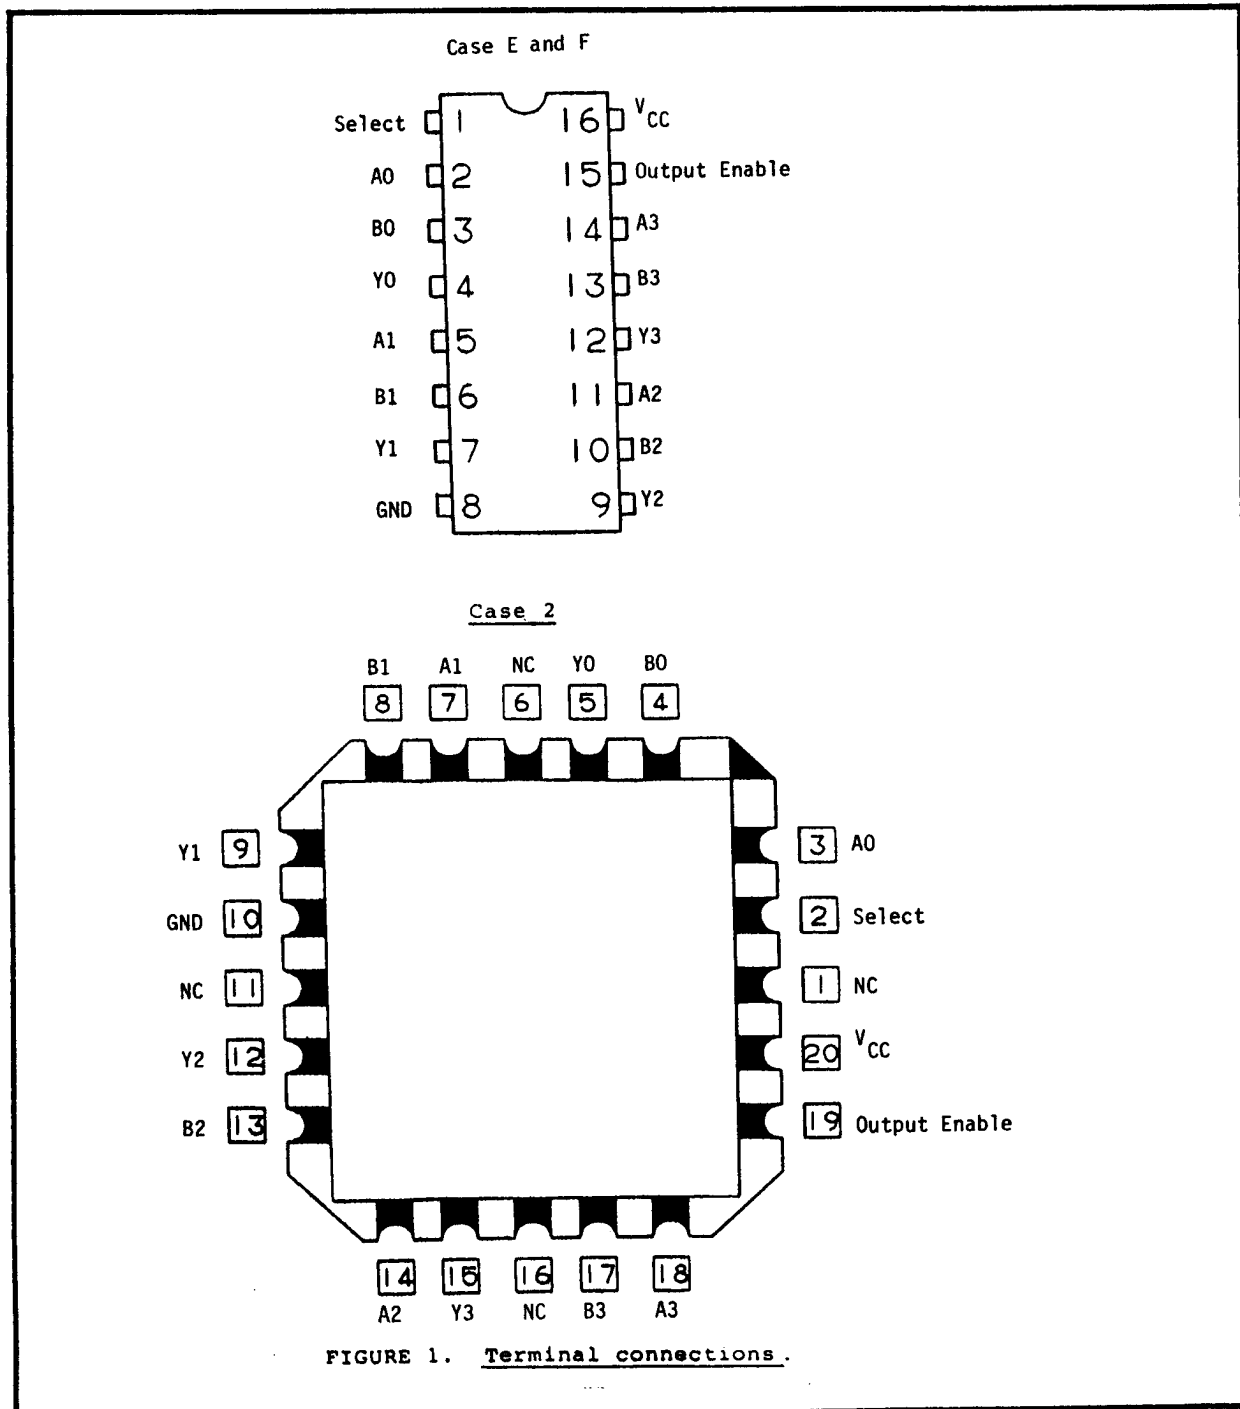 Case E and F
Select 1 16 VCC
A0 2 15 Output Enable
B0 3 14 A3
Y0 4 13 B3
A1 5 12 Y3
B1 6 11 A2
Y1 7 10 B2
GND 8 9 Y2
Case 2
B1 A1 NC Y0 B0
8 7 6 5 4
Y1 9 3 A0
GND 10 2 Select
NC 11 1 NC
Y2 12 20 VCC
B2 13 19 Output Enable
14 15 16 17 18
A2 Y3 NC B3 A3
FIGURE 1. Terminal connections.